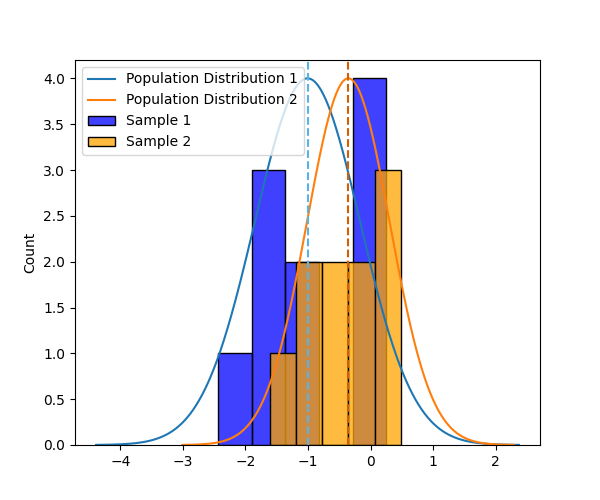 Population Distribution 1
Population Distribution 2
Sample 1
Sample 2
4.0
3.5
3.0
2.5
2.0
1.5
1.0
0.5
0.0
Count
−4 −3 −2 −1 0 1 2